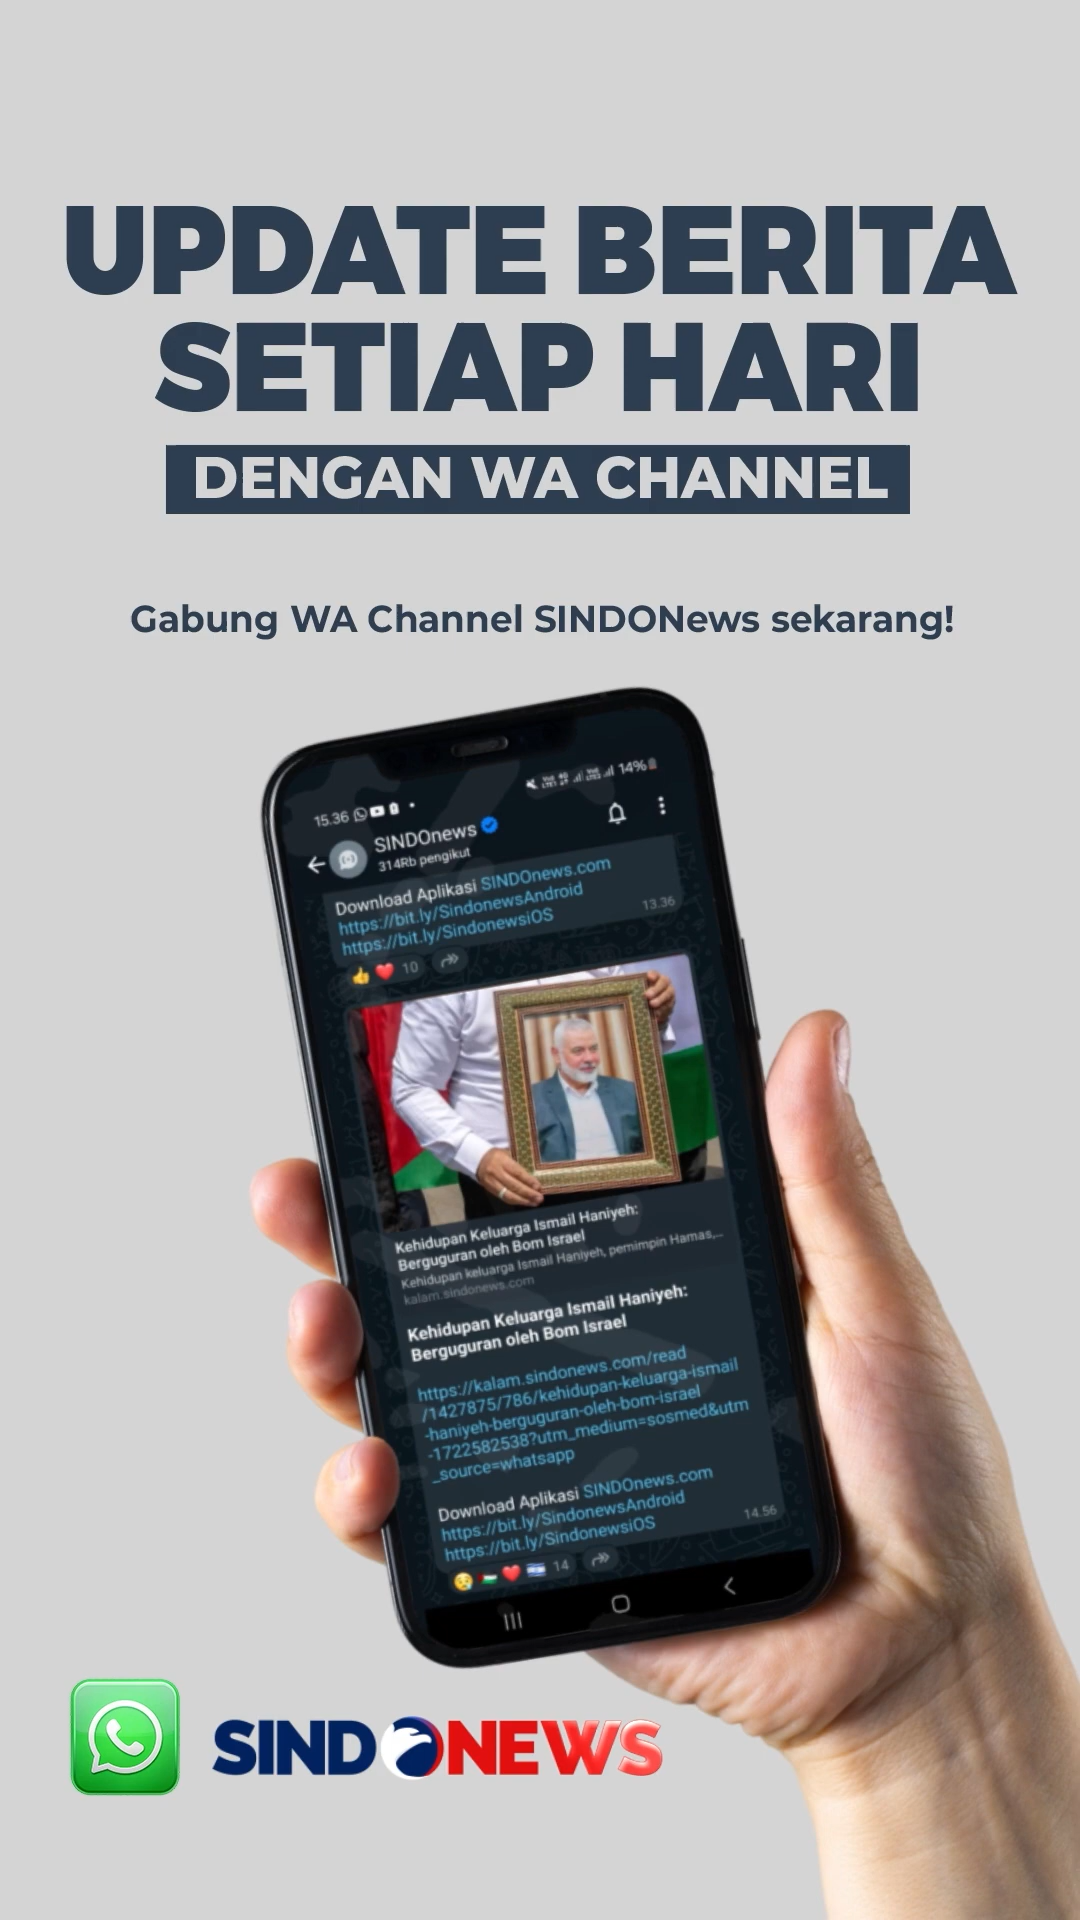 UPDATE BERITA
SETIAP HARI
DENGAN WA CHANNEL
Gabung WA Channel SINDONews sekarang!
15.36
14%
SINDOnews
314Rb pengikut
Download Aplikasi SINDOnews.com
https://bit.ly/SindonewsAndroid
https://bit.ly/SindonewsiOS
13.36
10
Kehidupan Keluarga Ismail Haniyeh:
Berguguran oleh Bom Israel
Kehidupan keluarga Ismail Haniyeh, pemimpin Hamas,...
kalam.sindonews.com
Kehidupan Keluarga Ismail Haniyeh:
Berguguran oleh Bom Israel
https://kalam.sindonews.com/read
/1427875/786/kehidupan-keluarga-ismail
-haniyeh-berguguran-oleh-bom-israel
-1722582538?utm_medium=sosmed&utm
_source=whatsapp
Download Aplikasi SINDOnews.com
https://bit.ly/SindonewsAndroid
https://bit.ly/SindonewsiOS
14.56
14
SINDONEWS